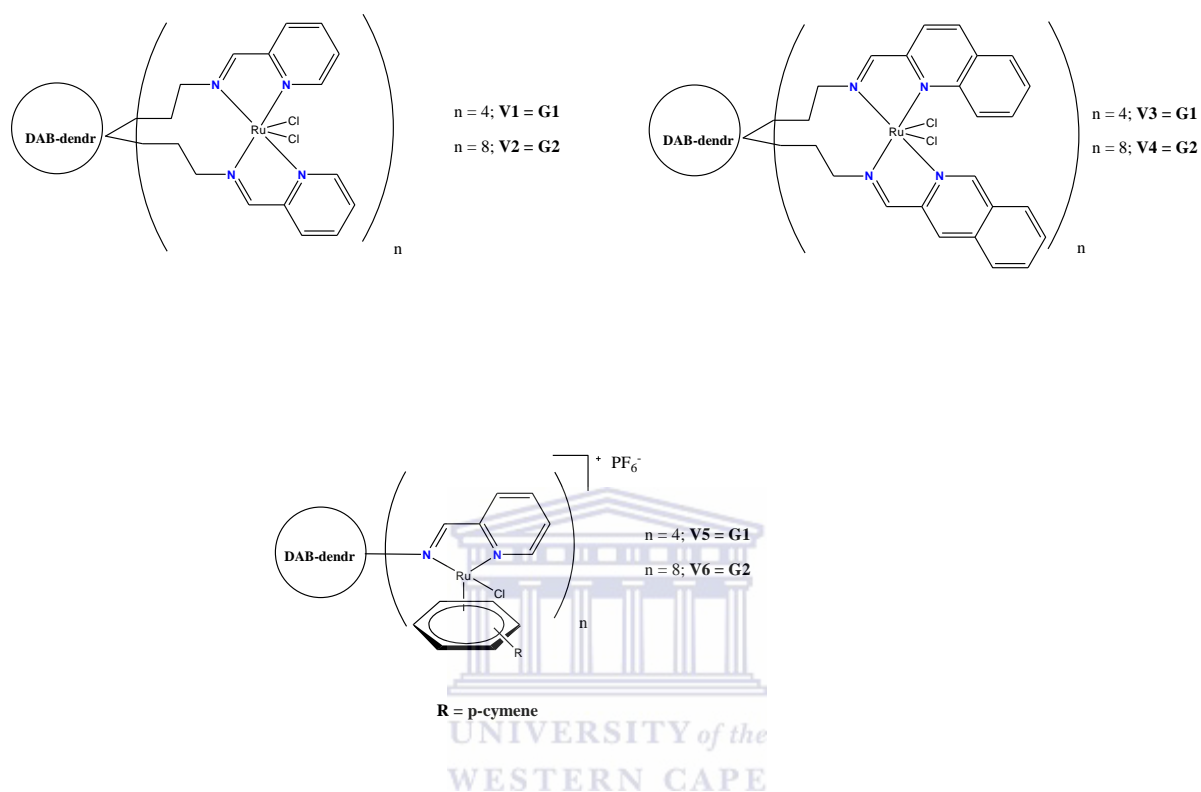 DAB-dendr
N
N
Ru
Cl
Cl
N
N
n
n = 4; V1 = G1
n = 8; V2 = G2
DAB-dendr
N
N
Ru
Cl
Cl
N
N
n
n = 4; V3 = G1
n = 8; V4 = G2
+ PF6-
DAB-dendr
N
N
Ru
Cl
R
n
n = 4; V5 = G1
n = 8; V6 = G2
R = p-cymene
UNIVERSITY of the
WESTERN CAPE